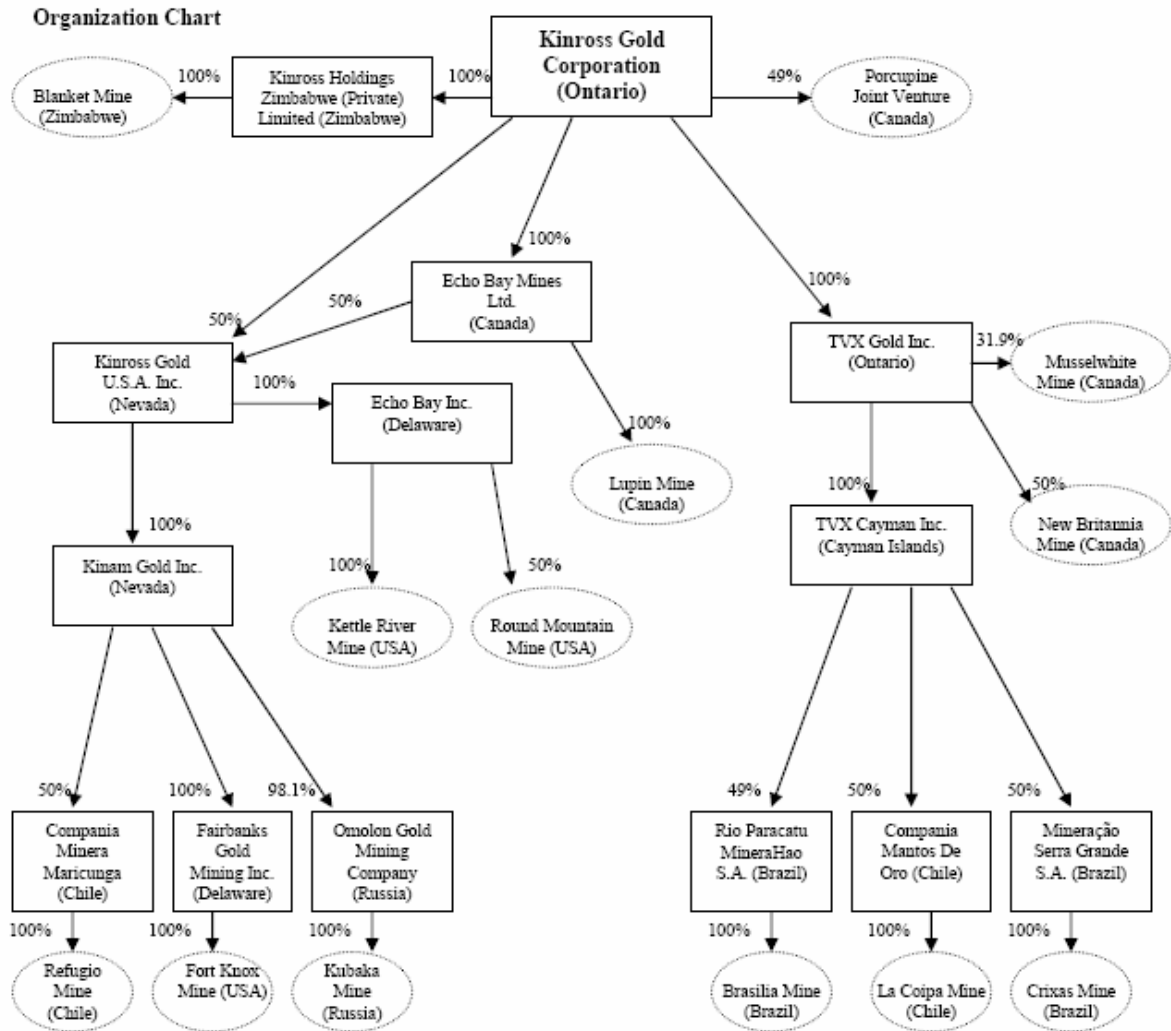 Organization Chart
Kinross Gold
Corporation
(Ontario)
100%
Kinross Holdings
Zimbabwe (Private)
Limited (Zimbabwe)
100%
Blanket Mine
(Zimbabwe)
49%
Porcupine
Joint Venture
(Canada)
50%
100%
100%
Echo Bay Mines
Ltd.
(Canada)
50%
Kinross Gold
U.S.A. Inc.
(Nevada)
100%
Echo Bay Inc.
(Delaware)
100%
Lupin Mine
(Canada)
TVX Gold Inc.
(Ontario)
31.9%
Musselwhite
Mine (Canada)
100%
50%
New Britannia
Mine (Canada)
TVX Cayman Inc.
(Cayman Islands)
100%
Kinam Gold Inc.
(Nevada)
100%
Kettle River
Mine (USA)
50%
Round Mountain
Mine (USA)
50%
Compania
Minera
Maricunga
(Chile)
100%
Fairbanks
Gold
Mining Inc.
(Delaware)
98.1%
Omolon Gold
Mining
Company
(Russia)
49%
Rio Paracatu
MineraHao
S.A. (Brazil)
50%
Compania
Mantos De
Oro (Chile)
50%
Mineração
Serra Grande
S.A. (Brazil)
100%
Refugio
Mine
(Chile)
100%
Fort Knox
Mine (USA)
100%
Kubaka
Mine
(Russia)
100%
Brasilia Mine
(Brazil)
100%
La Coipa Mine
(Chile)
100%
Crixas Mine
(Brazil)